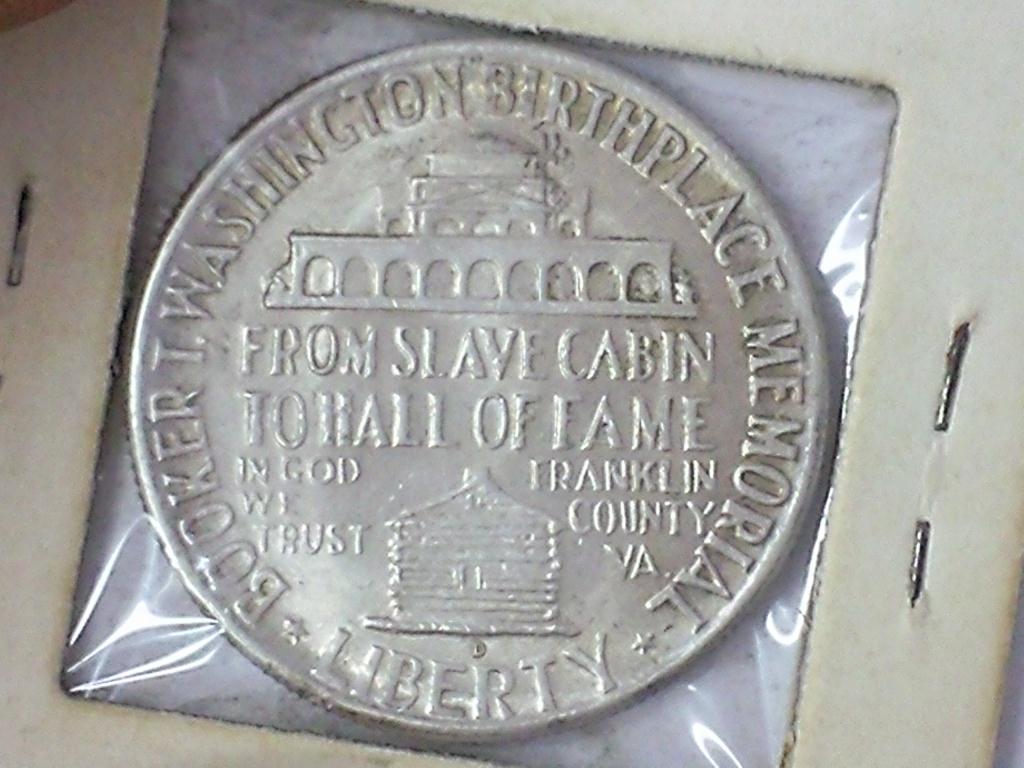 BOOKER T. WASHINGTON BIRTHPLACE MEMORIAL
FROM SLAVE CABIN
TO HALL OF FAME
IN GOD
WE
TRUST
FRANKLIN
COUNTY
VA.
D
LIBERTY